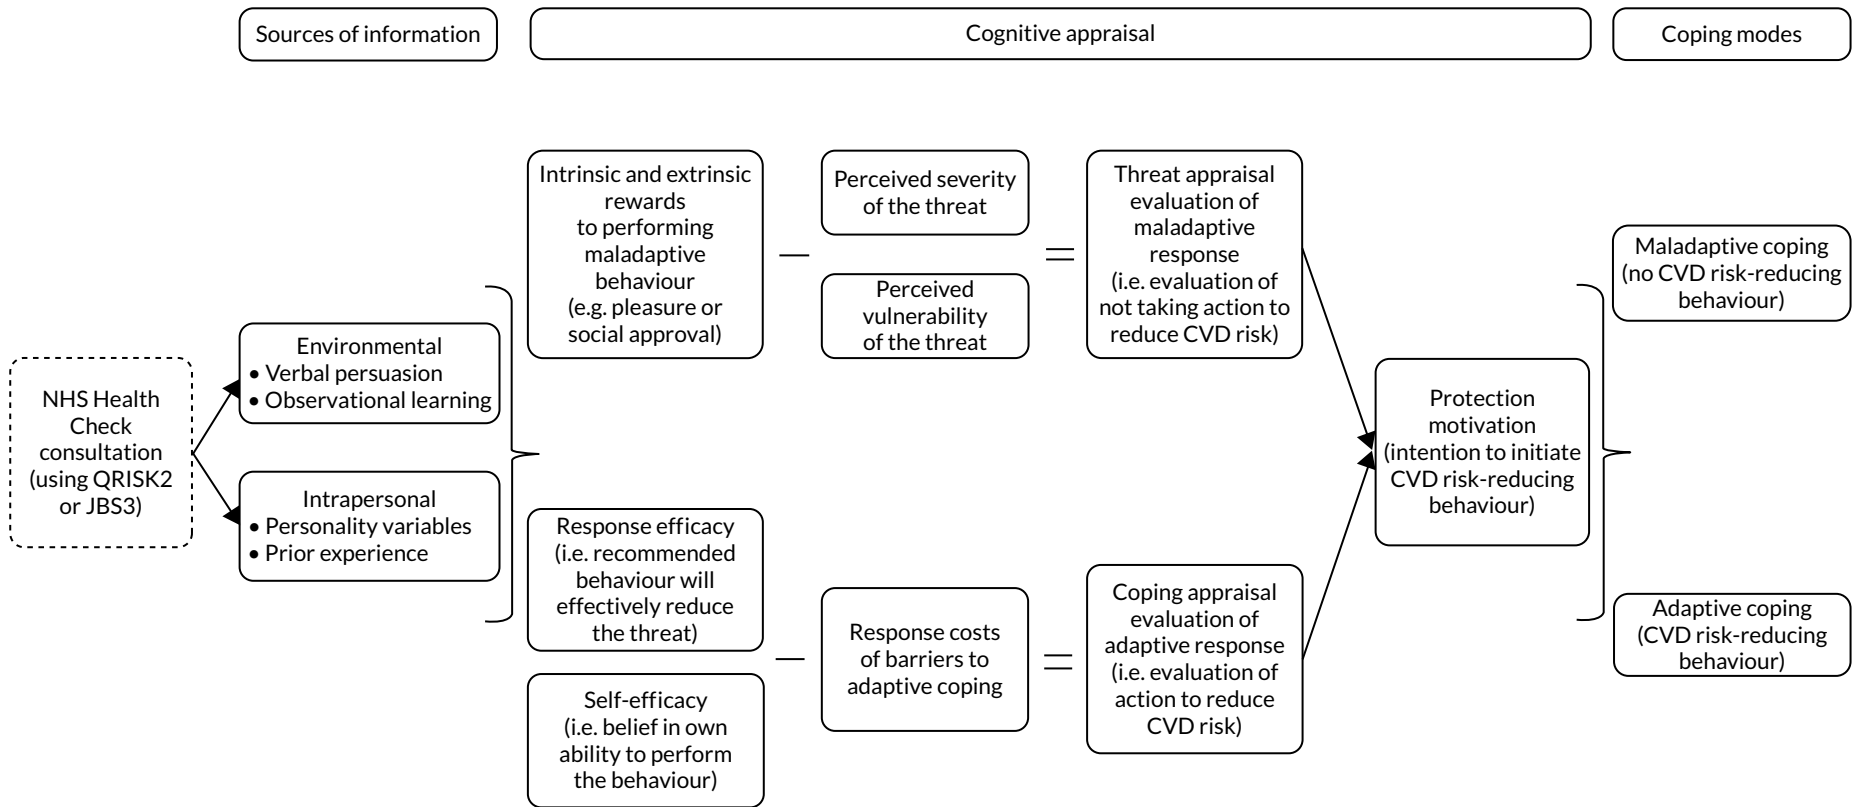 Sources of information
Cognitive appraisal
Coping modes
NHS Health
Check
consultation
(using QRISK2
or JBS3)
Environmental
• Verbal persuasion
• Observational learning
Intrapersonal
• Personality variables
• Prior experience
Intrinsic and extrinsic
rewards
to performing
maladaptive
behaviour
(e.g. pleasure or
social approval)
—
Perceived severity
of the threat
Perceived
vulnerability
of the threat
=
Threat appraisal
evaluation of
maladaptive
response
(i.e. evaluation of
not taking action to
reduce CVD risk)
Response efficacy
(i.e. recommended
behaviour will
effectively reduce
the threat)
Self-efficacy
(i.e. belief in own
ability to perform
the behaviour)
—
Response costs
of barriers to
adaptive coping
=
Coping appraisal
evaluation of
adaptive response
(i.e. evaluation of
action to reduce
CVD risk)
Protection
motivation
(intention to initiate
CVD risk-reducing
behaviour)
Maladaptive coping
(no CVD risk-reducing
behaviour)
Adaptive coping
(CVD risk-reducing
behaviour)